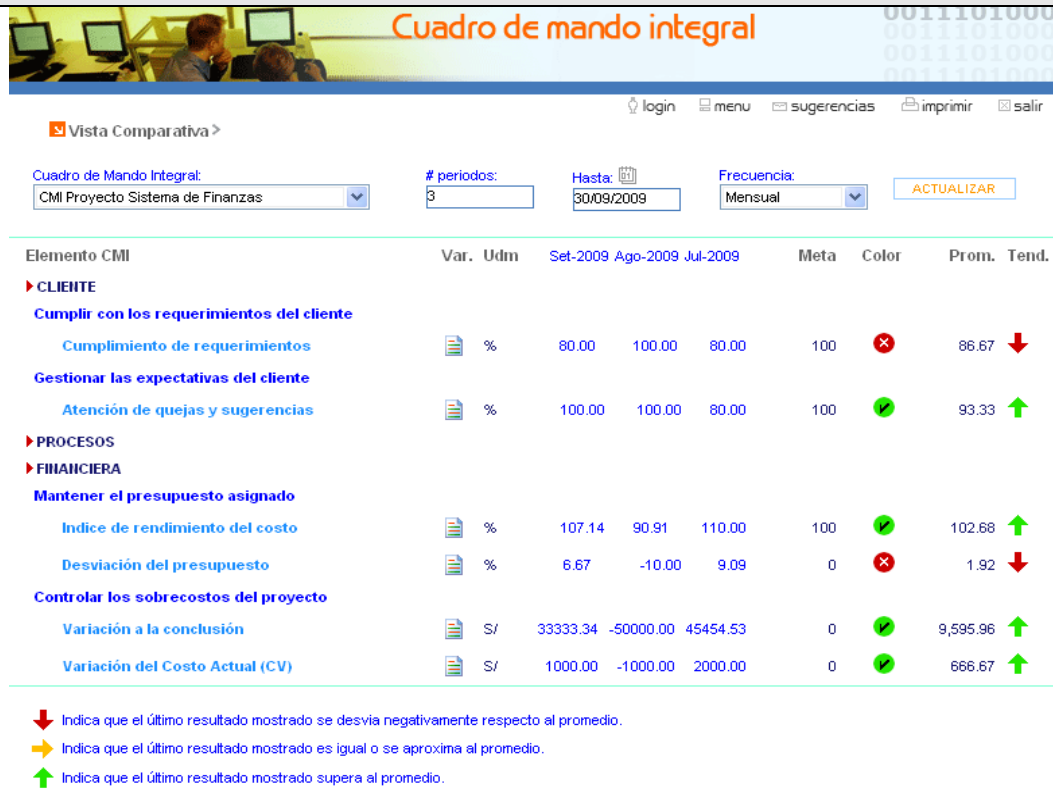 Cuadro de mando integral
0011101000
0011101000
0011101000
0011101000
login menu sugerencias imprimir salir
Vista Comparativa >
Cuadro de Mando Integral: # periodos: Hasta: 01 Frecuencia:
CMI Proyecto Sistema de Finanzas 3 30/09/2009 Mensual ACTUALIZAR
Elemento CMI Var. Udm Set-2009 Ago-2009 Jul-2009 Meta Color Prom. Tend.
CLIENTE
Cumplir con los requerimientos del cliente
Cumplimiento de requerimientos % 80.00 100.00 80.00 100 86.67
Gestionar las expectativas del cliente
Atención de quejas y sugerencias % 100.00 100.00 80.00 100 93.33
PROCESOS
FINANCIERA
Mantener el presupuesto asignado
Indice de rendimiento del costo % 107.14 90.91 110.00 100 102.68
Desviación del presupuesto % 6.67 -10.00 9.09 0 1.92
Controlar los sobrecostos del proyecto
Variación a la conclusión S/ 33333.34 -50000.00 45454.53 0 9,595.96
Variación del Costo Actual (CV) S/ 1000.00 -1000.00 2000.00 0 666.67
Indica que el último resultado mostrado se desvia negativamente respecto al promedio.
Indica que el último resultado mostrado es igual o se aproxima al promedio.
Indica que el último resultado mostrado supera al promedio.